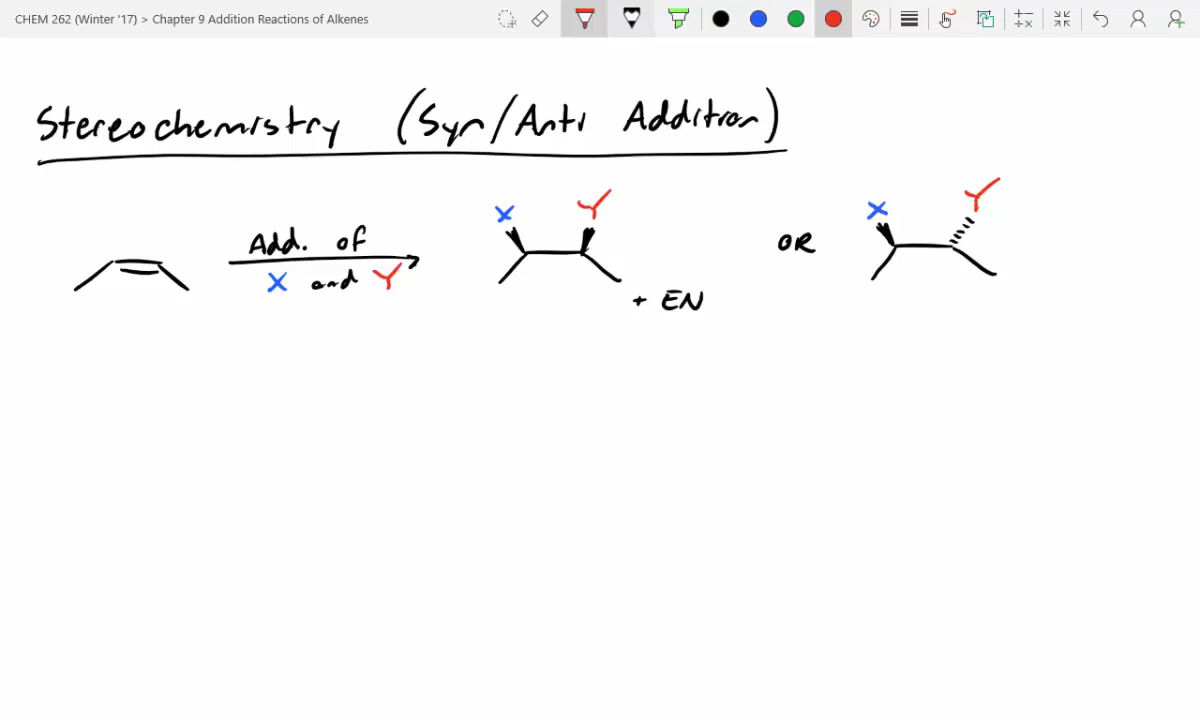 CHEM 262 (Winter '17) > Chapter 9 Addition Reactions of Alkenes
Stereochemistry (Syn/Anti Addition)
Add. of
X and Y
X Y
+ EN
OR
X Y